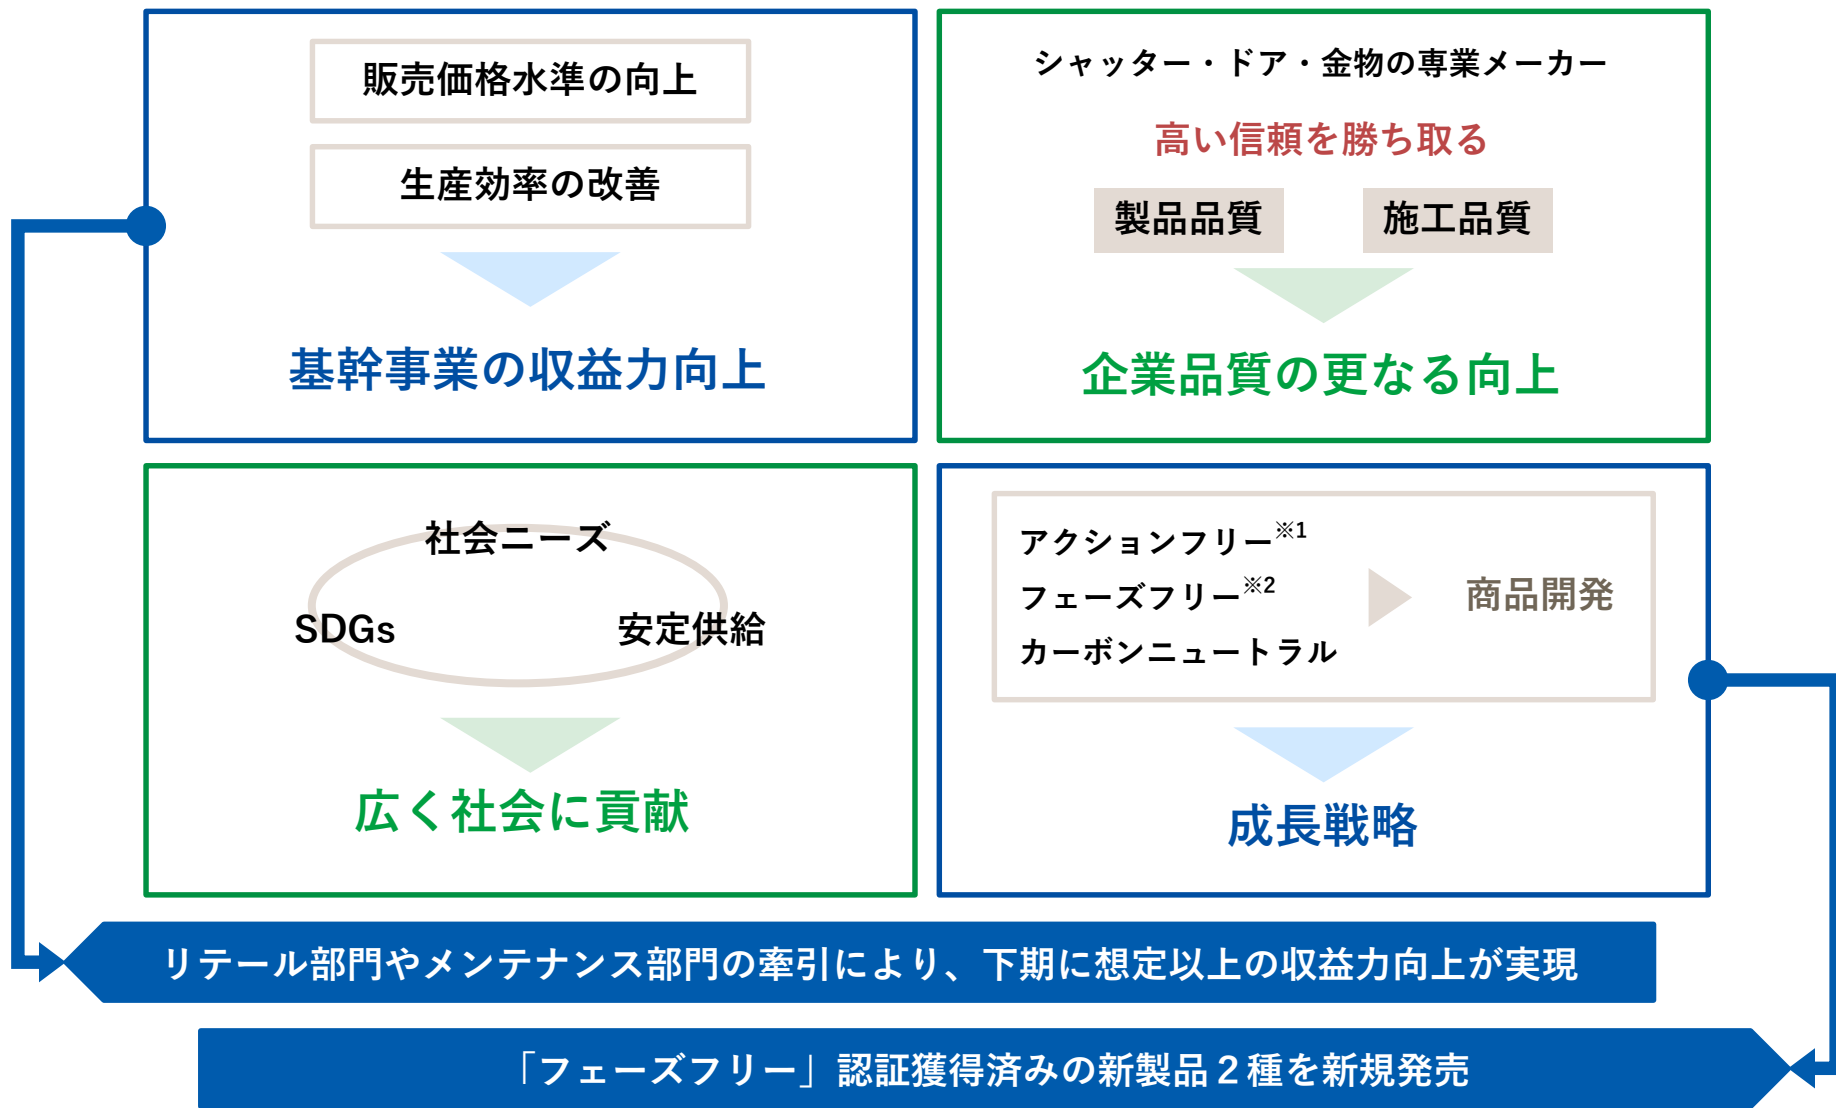 販売価格水準の向上
生産効率の改善
基幹事業の収益力向上
シャッター・ドア・金物の専業メーカー
高い信頼を勝ち取る
製品品質
施工品質
企業品質の更なる向上
社会ニーズ
SDGs
安定供給
広く社会に貢献
アクションフリー※1
フェーズフリー※2
カーボンニュートラル
商品開発
成長戦略
リテール部門やメンテナンス部門の牽引により、下期に想定以上の収益力向上が実現
「フェーズフリー」認証獲得済みの新製品２種を新規発売